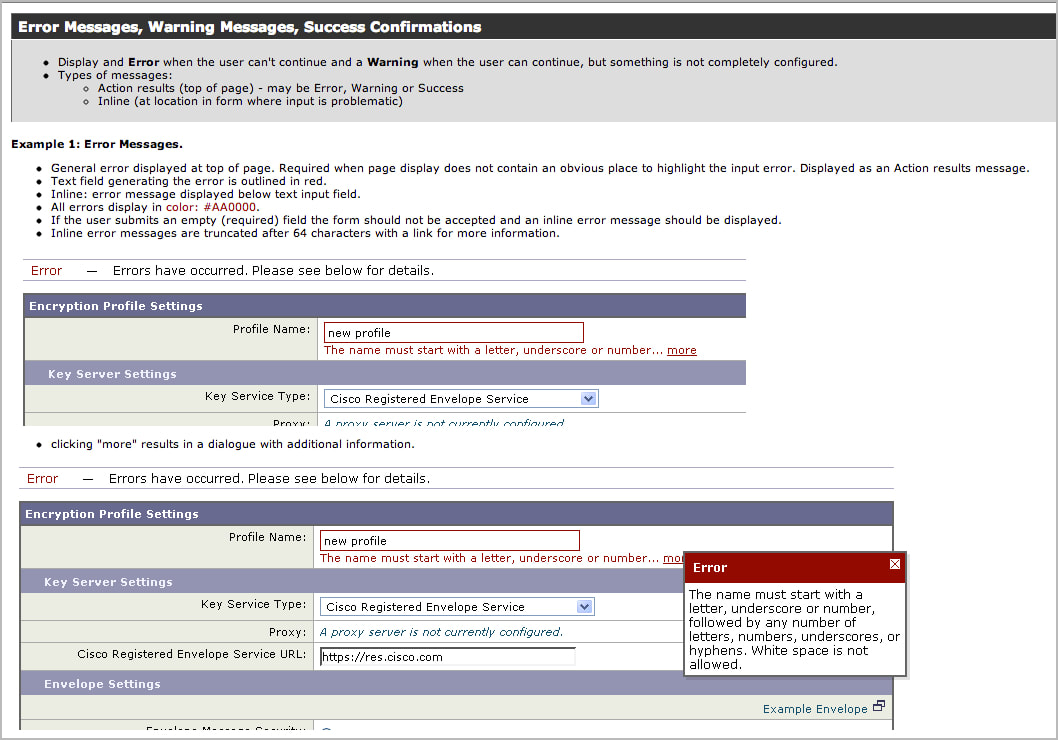 Error Messages, Warning Messages, Success Confirmations
• Display and Error when the user can't continue and a Warning when the user can continue, but something is not completely configured.
• Types of messages:
◦ Action results (top of page) - may be Error, Warning or Success
◦ Inline (at location in form where input is problematic)
Example 1: Error Messages.
• General error displayed at top of page. Required when page display does not contain an obvious place to highlight the input error. Displayed as an Action results message.
• Text field generating the error is outlined in red.
• Inline: error message displayed below text input field.
• All errors display in color: #AA0000.
• If the user submits an empty (required) field the form should not be accepted and an inline error message should be displayed.
• Inline error messages are truncated after 64 characters with a link for more information.
Error — Errors have occurred. Please see below for details.
Encryption Profile Settings
Profile Name: new profile
The name must start with a letter, underscore or number... more
Key Server Settings
Key Service Type: Cisco Registered Envelope Service
Proxy: A proxy server is not currently configured.
• clicking "more" results in a dialogue with additional information.
Error — Errors have occurred. Please see below for details.
Encryption Profile Settings
Profile Name: new profile
The name must start with a letter, underscore or number... mo
Key Server Settings
Key Service Type: Cisco Registered Envelope Service
Proxy: A proxy server is not currently configured.
Cisco Registered Envelope Service URL: https://res.cisco.com
Envelope Settings
Example Envelope
Envelope Message Security:
Error
The name must start with a
letter, underscore or number,
followed by any number of
letters, numbers, underscores, or
hyphens. White space is not
allowed.